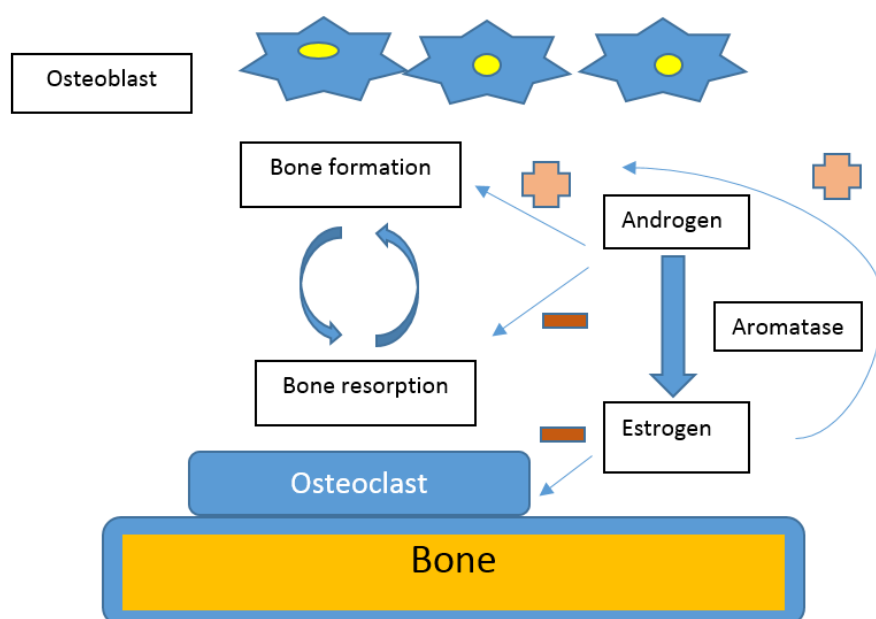 Osteoblast
Bone formation
Androgen
Aromatase
Bone resorption
Estrogen
Osteoclast
Bone